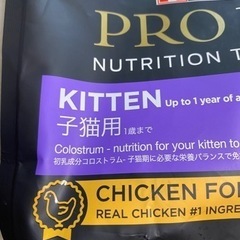 PRO
NUTRITION
KITTEN Up to 1 year of
子猫用 1歳まで
Colostrum - nutrition for your kitten to
初乳成分コロストラム- 子猫期に必要な栄養バランスで免
CHICKEN FO
REAL CHICKEN #1 INGRE